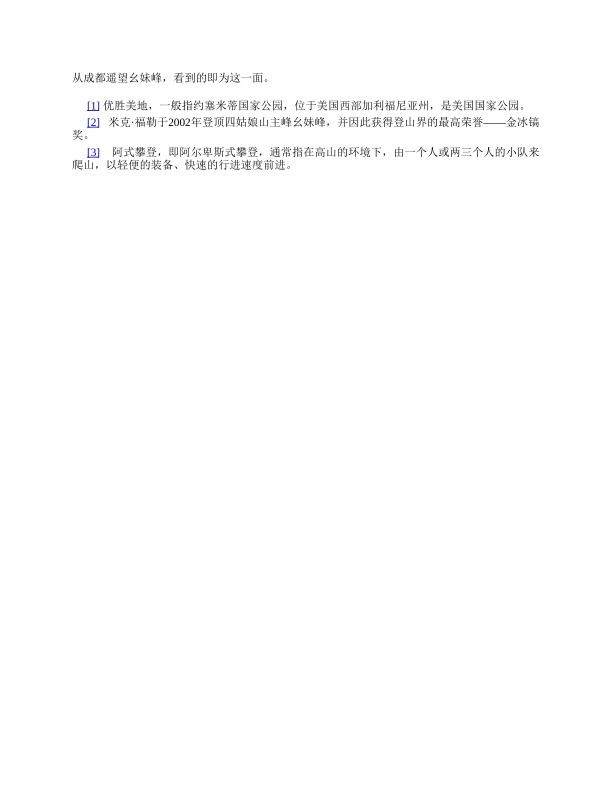 从成都遥望幺妹峰，看到的即为这一面。
[1] 优胜美地，一般指约塞米蒂国家公园，位于美国西部加利福尼亚州，是美国国家公园。
[2] 米克·福勒于2002年登顶四姑娘山主峰幺妹峰，并因此获得登山界的最高荣誉——金冰镐
奖。
[3] 阿式攀登，即阿尔卑斯式攀登，通常指在高山的环境下，由一个人或两三个人的小队来
爬山，以轻便的装备、快速的行进速度前进。